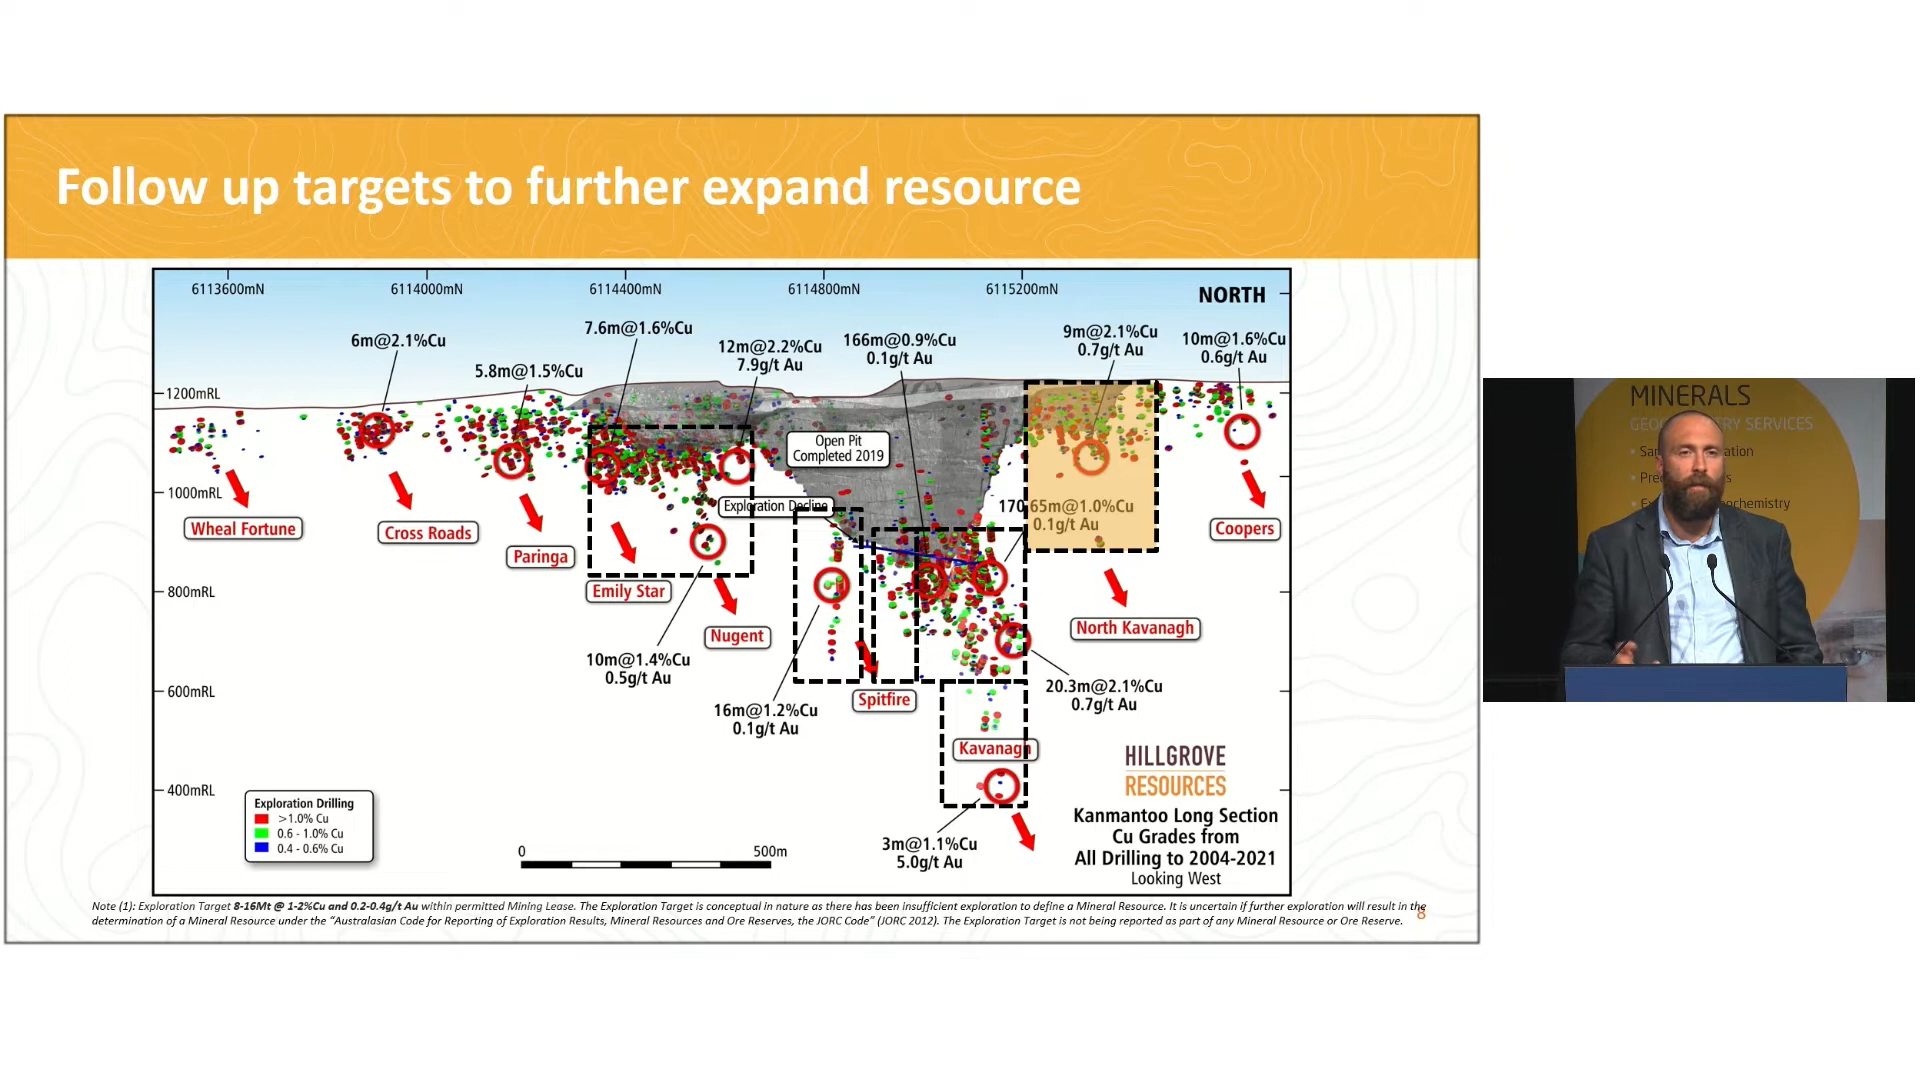 Follow up targets to further expand resource
6113600mN
6114000mN
6114400mN
6114800mN
6115200mN
NORTH
6m@2.1%Cu
5.8m@1.5%Cu
7.6m@1.6%Cu
12m@2.2%Cu
7.9g/t Au
166m@0.9%Cu
0.1g/t Au
9m@2.1%Cu
0.7g/t Au
10m@1.6%Cu
0.6g/t Au
1200mRL
1000mRL
800mRL
600mRL
400mRL
Open Pit
Completed 2019
Exploration Decline
65m@1.0%Cu
0.1g/t Au
Wheal Fortune
Cross Roads
Paringa
Emily Star
Nugent
Spitfire
Kavanagh
North Kavanagh
Coopers
10m@1.4%Cu
0.5g/t Au
16m@1.2%Cu
0.1g/t Au
20.3m@2.1%Cu
0.7g/t Au
3m@1.1%Cu
5.0g/t Au
Exploration Drilling
>1.0% Cu
0.6 - 1.0% Cu
0.4 - 0.6% Cu
0
500m
HILLGROVE
RESOURCES
Kanmantoo Long Section
Cu Grades from
All Drilling to 2004-2021
Looking West
Note (1): Exploration Target 8-16Mt @ 1-2%Cu and 0.2-0.4g/t Au within permitted Mining Lease. The Exploration Target is conceptual in nature as there has been insufficient exploration to define a Mineral Resource. It is uncertain if further exploration will result in the
determination of a Mineral Resource under the “Australasian Code for Reporting of Exploration Results, Mineral Resources and Ore Reserves, the JORC Code” (JORC 2012). The Exploration Target is not being reported as part of any Mineral Resource or Ore Reserve.
8
MINERALS
SERVICES